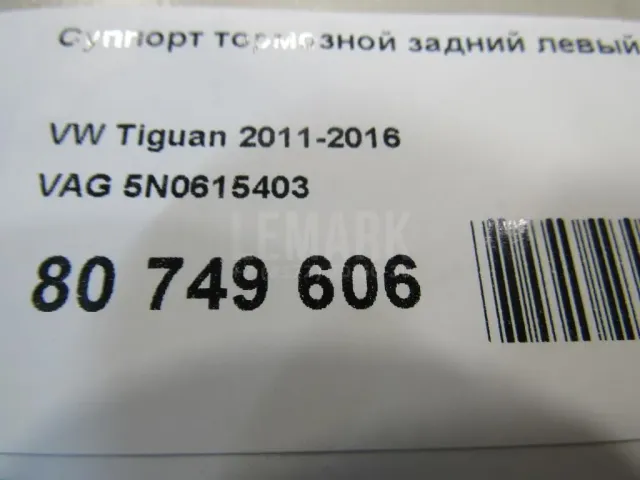 Суппорт тормозной задний левый
VW Tiguan 2011-2016
VAG 5N0615403
LEMARK
80 749 606